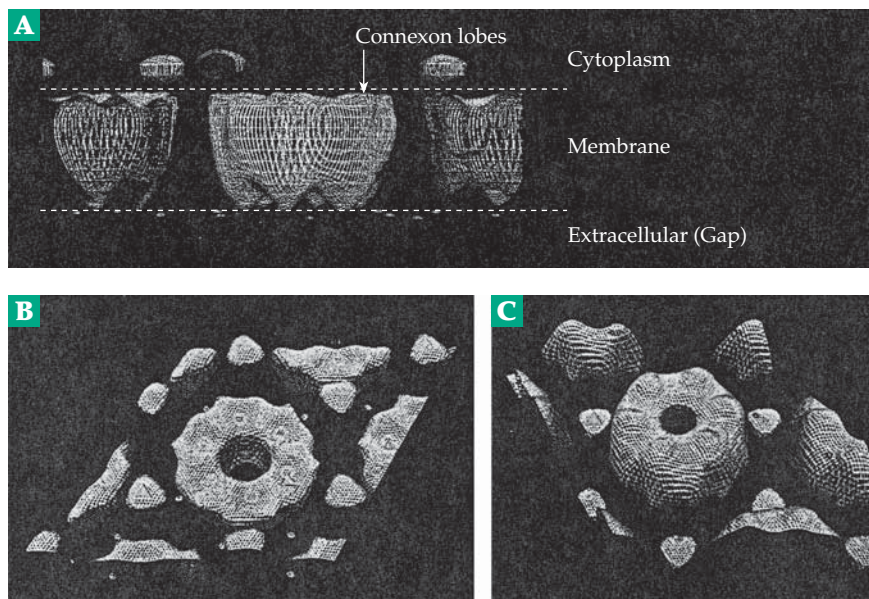 A
Connexon lobes
Cytoplasm
Membrane
Extracellular (Gap)
B
C